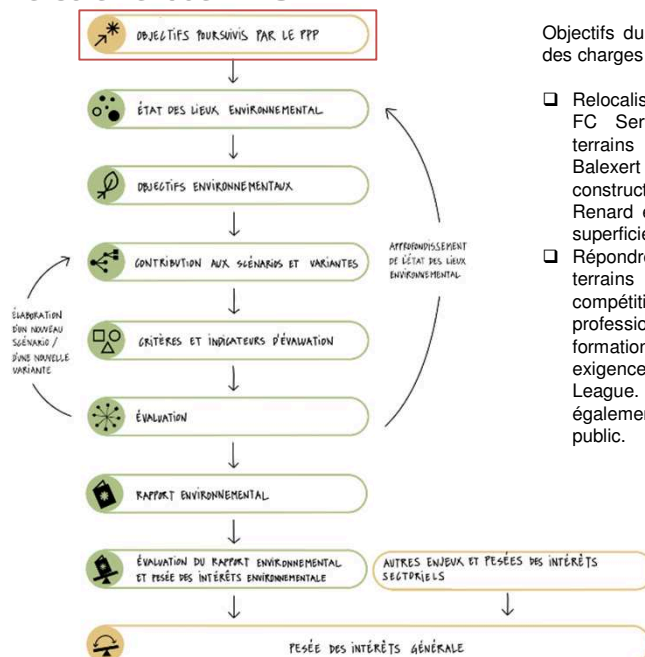 OBJECTIFS POURSUIVIS PAR LE PPP
ÉTAT DES LIEUX ENVIRONNEMENTAL
OBJECTIFS ENVIRONNEMENTAUX
CONTRIBUTION AUX SCÉNARIOS ET VARIANTES
CRITÈRES ET INDICATEURS D'ÉVALUATION
ÉVALUATION
RAPPORT ENVIRONNEMENTAL
ÉVALUATION DU RAPPORT ENVIRONNEMENTAL
ET PESÉE DES INTÉRÊTS ENVIRONNEMENTALE
AUTRES ENJEUX ET PESÉES DES INTÉRÊTS
SECTORIELS
PESÉE DES INTÉRÊTS GÉNÉRALE
ÉLABORATION
D'UN NOUVEAU
SCÉNARIO /
D'UNE NOUVELLE
VARIANTE
APPROFONDISSEMENT
DE L'ÉTAT DES LIEUX
ENVIRONNEMENTAL
Objectifs du
des charges
Relocalis
FC Ser
terrains
Balexert
construct
Renard e
superficie
Répondre
terrains
compétiti
professio
formation
exigence
League.
égaleme
public.